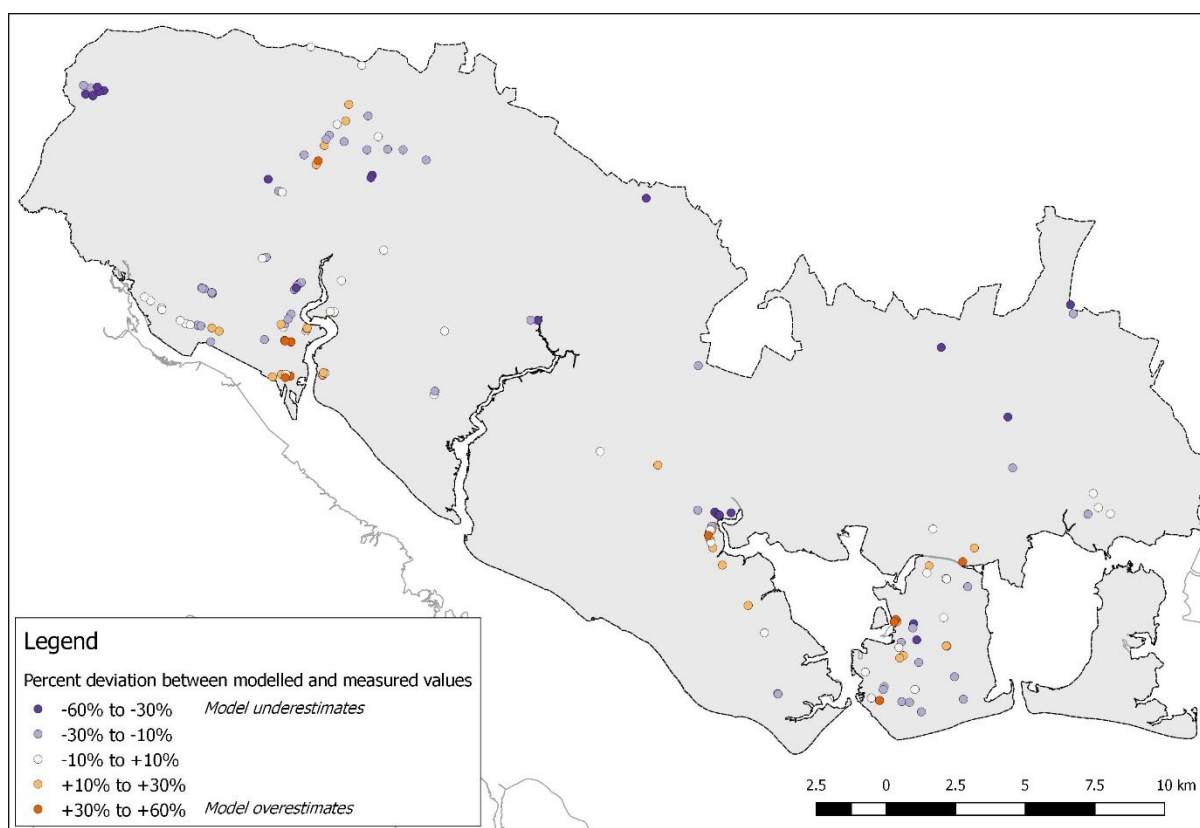 Legend
Percent deviation between modelled and measured values
-60% to -30% Model underestimates
-30% to -10%
-10% to +10%
+10% to +30%
+30% to +60% Model overestimates
2.5 0 2.5 5 7.5 10 km